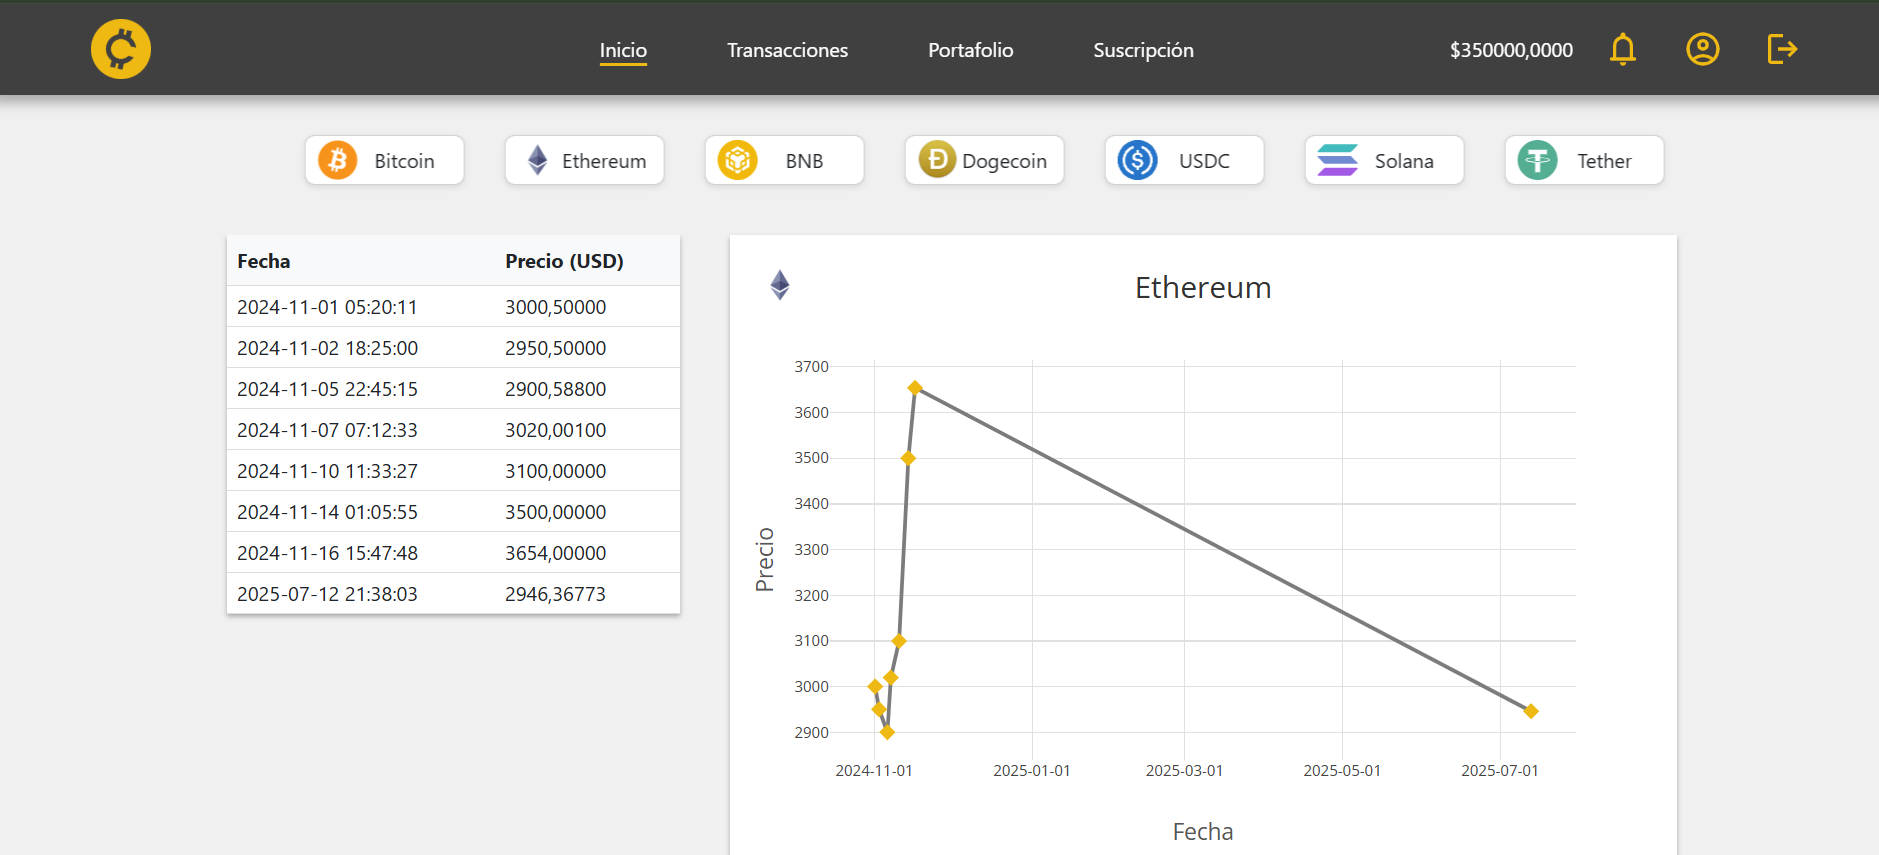 Inicio Transacciones Portafolio Suscripción $350000,0000
Bitcoin Ethereum BNB Dogecoin USDC Solana Tether
Fecha Precio (USD)
2024-11-01 05:20:11 3000,50000
2024-11-02 18:25:00 2950,50000
2024-11-05 22:45:15 2900,58800
2024-11-07 07:12:33 3020,00100
2024-11-10 11:33:27 3100,00000
2024-11-14 01:05:55 3500,00000
2024-11-16 15:47:48 3654,00000
2025-07-12 21:38:03 2946,36773
Ethereum
3700
3600
3500
3400
3300
3200
3100
3000
2900
Precio
2024-11-01 2025-01-01 2025-03-01 2025-05-01 2025-07-01
Fecha